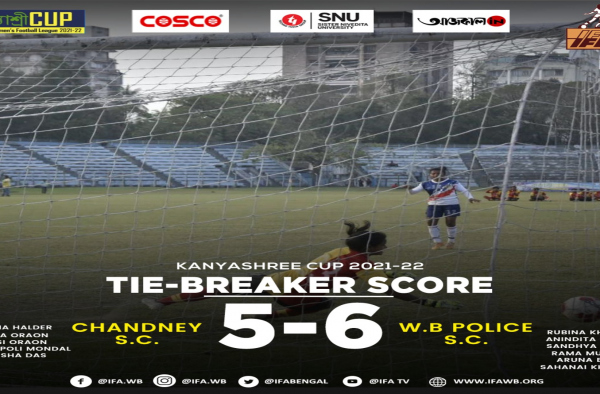 CUP
COSCO
SNU
SISTER NIVEDITA
UNIVERSITY
আজকাল IN
Women's Football League 2021-22
KANYASHREE CUP 2021-22
TIE-BREAKER SCORE
CHANDNEY
S.C.
5-6
W.B POLICE
S.C.
HALDER
ORAON
ORAON
MONDAL
DAS
RUBINA
ANINDITA
SANDHYA
RAMA
ARUNA
SAHANAI
@IFA.WB
@IFA.WB
@IFABENGAL
@IFA TV
WWW.IFAWB.ORG